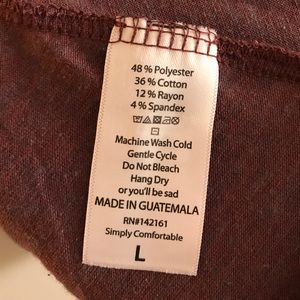 48% Polyester
36% Cotton
12% Rayon
4% Spandex
Machine Wash Cold
Gentle Cycle
Do Not Bleach
Hang Dry
or you'll be sad
MADE IN GUATEMALA
RN#142161
Simply Comfortable
L